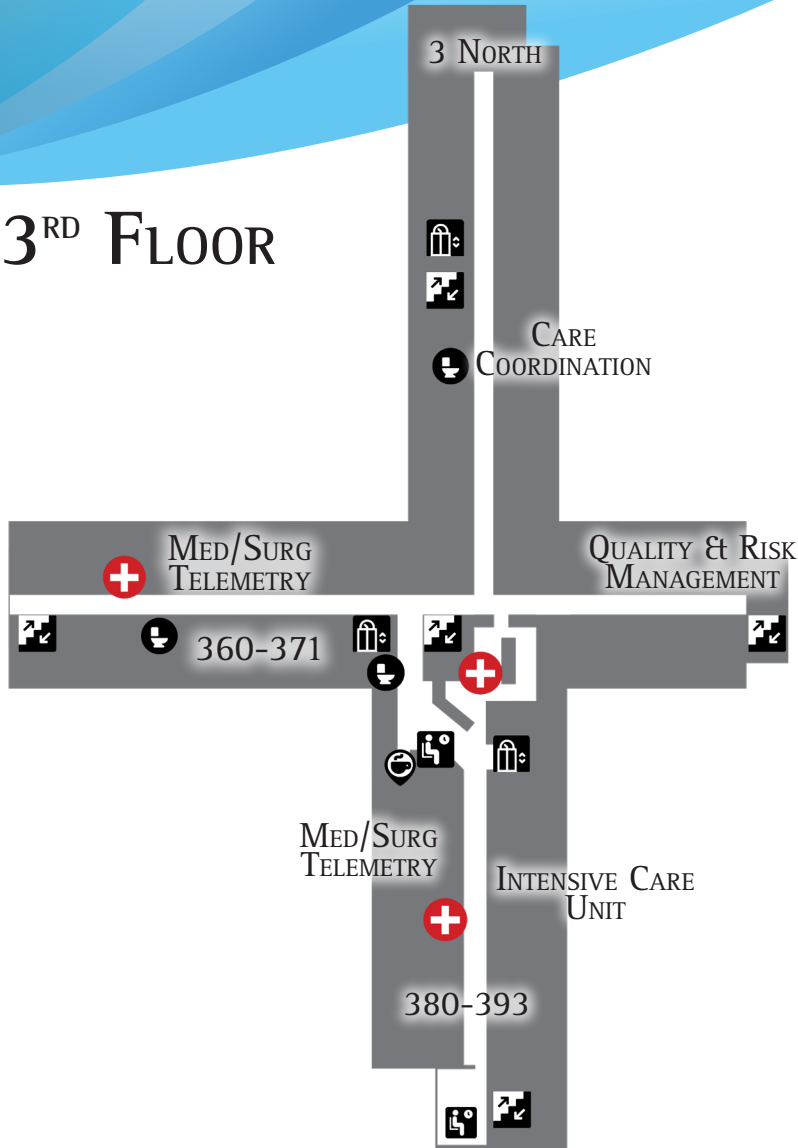 3 North
3RD Floor
Care
Coordination
Med/Surg
Telemetry
Quality & Risk
Management
360-371
Med/Surg
Telemetry
Intensive Care
Unit
380-393